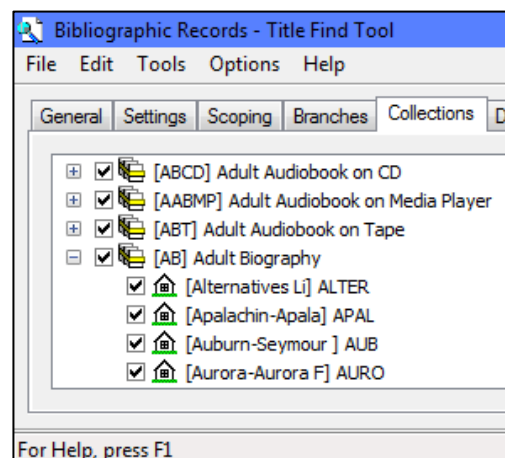 Bibliographic Records - Title Find Tool
File Edit Tools Options Help
General Settings Scoping Branches Collections D
[ABCD] Adult Audiobook on CD
[AABMP] Adult Audiobook on Media Player
[ABT] Adult Audiobook on Tape
[AB] Adult Biography
[Alternatives Li] ALTER
[Apalachin-Apala] APAL
[Auburn-Seymour ] AUB
[Aurora-Aurora F] AURO
For Help, press F1